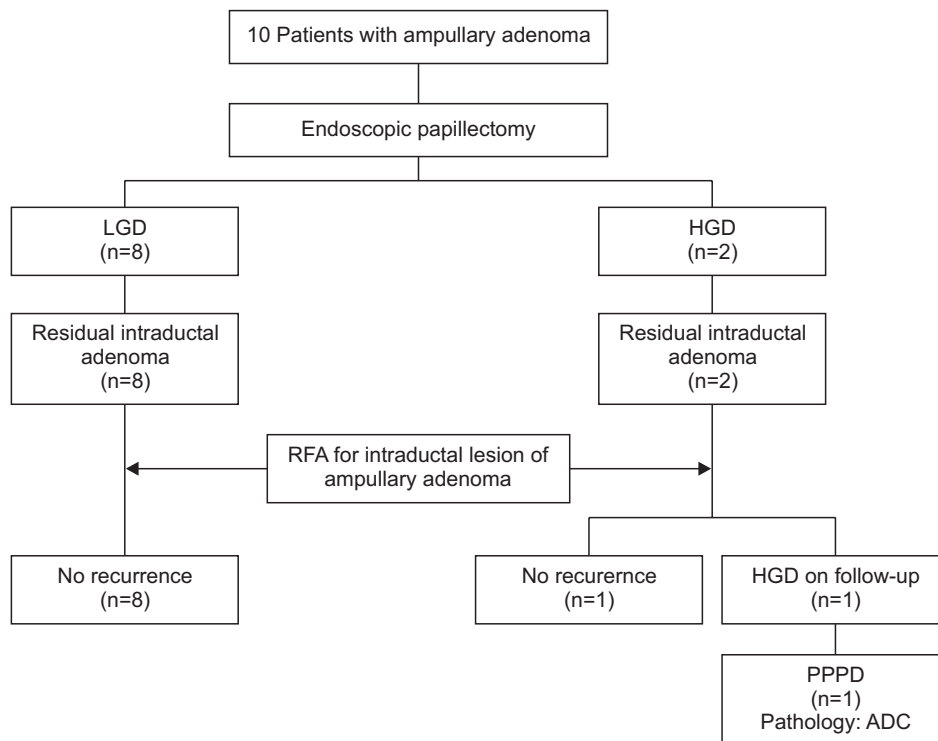 10 Patients with ampullary adenoma
Endoscopic papillectomy
LGD
(n=8)
HGD
(n=2)
Residual intraductal
adenoma
(n=8)
Residual intraductal
adenoma
(n=2)
RFA for intraductal lesion of
ampullary adenoma
No recurrence
(n=8)
No recurernce
(n=1)
HGD on follow-up
(n=1)
PPPD
(n=1)
Pathology: ADC